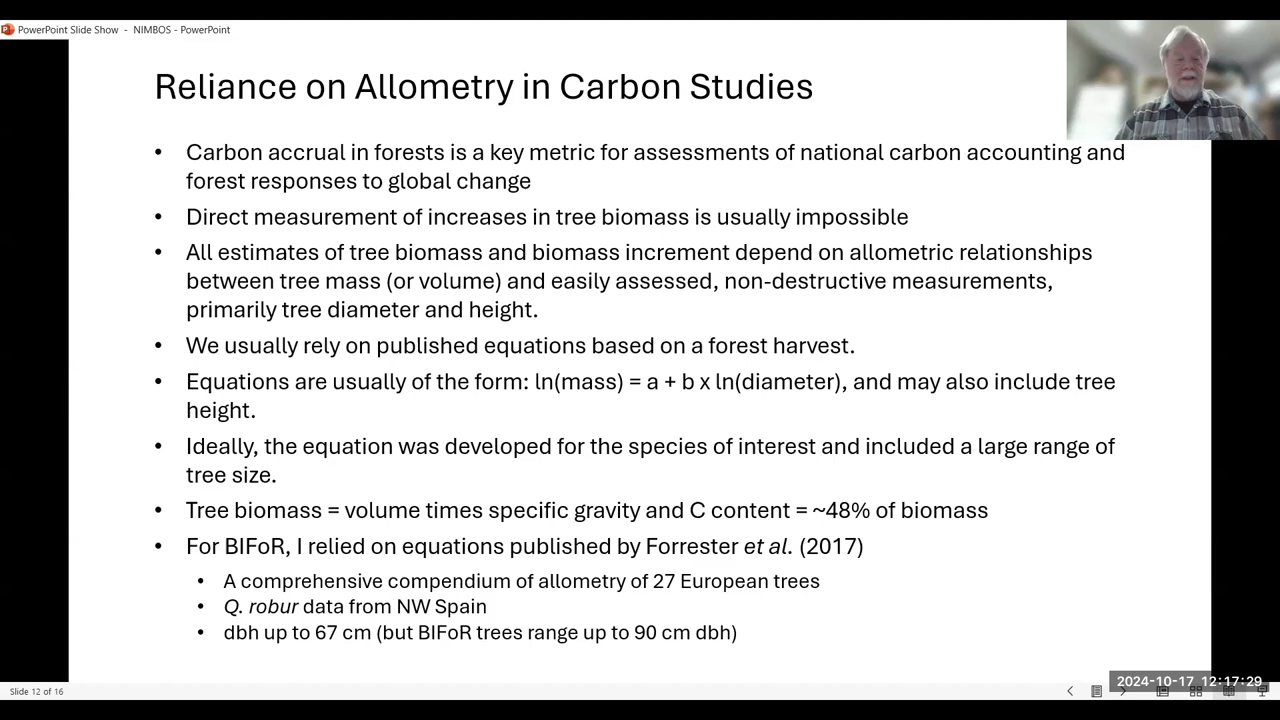 PowerPoint Slide Show - NIMBOS - PowerPoint
Reliance on Allometry in Carbon Studies
• Carbon accrual in forests is a key metric for assessments of national carbon accounting and
forest responses to global change
• Direct measurement of increases in tree biomass is usually impossible
• All estimates of tree biomass and biomass increment depend on allometric relationships
between tree mass (or volume) and easily assessed, non-destructive measurements,
primarily tree diameter and height.
• We usually rely on published equations based on a forest harvest.
• Equations are usually of the form: ln(mass) = a + b x ln(diameter), and may also include tree
height.
• Ideally, the equation was developed for the species of interest and included a large range of
tree size.
• Tree biomass = volume times specific gravity and C content = ~48% of biomass
• For BIFoR, I relied on equations published by Forrester et al. (2017)
• A comprehensive compendium of allometry of 27 European trees
• Q. robur data from NW Spain
• dbh up to 67 cm (but BIFoR trees range up to 90 cm dbh)
2024-10-17 12:17:29
Slide 12 of 16